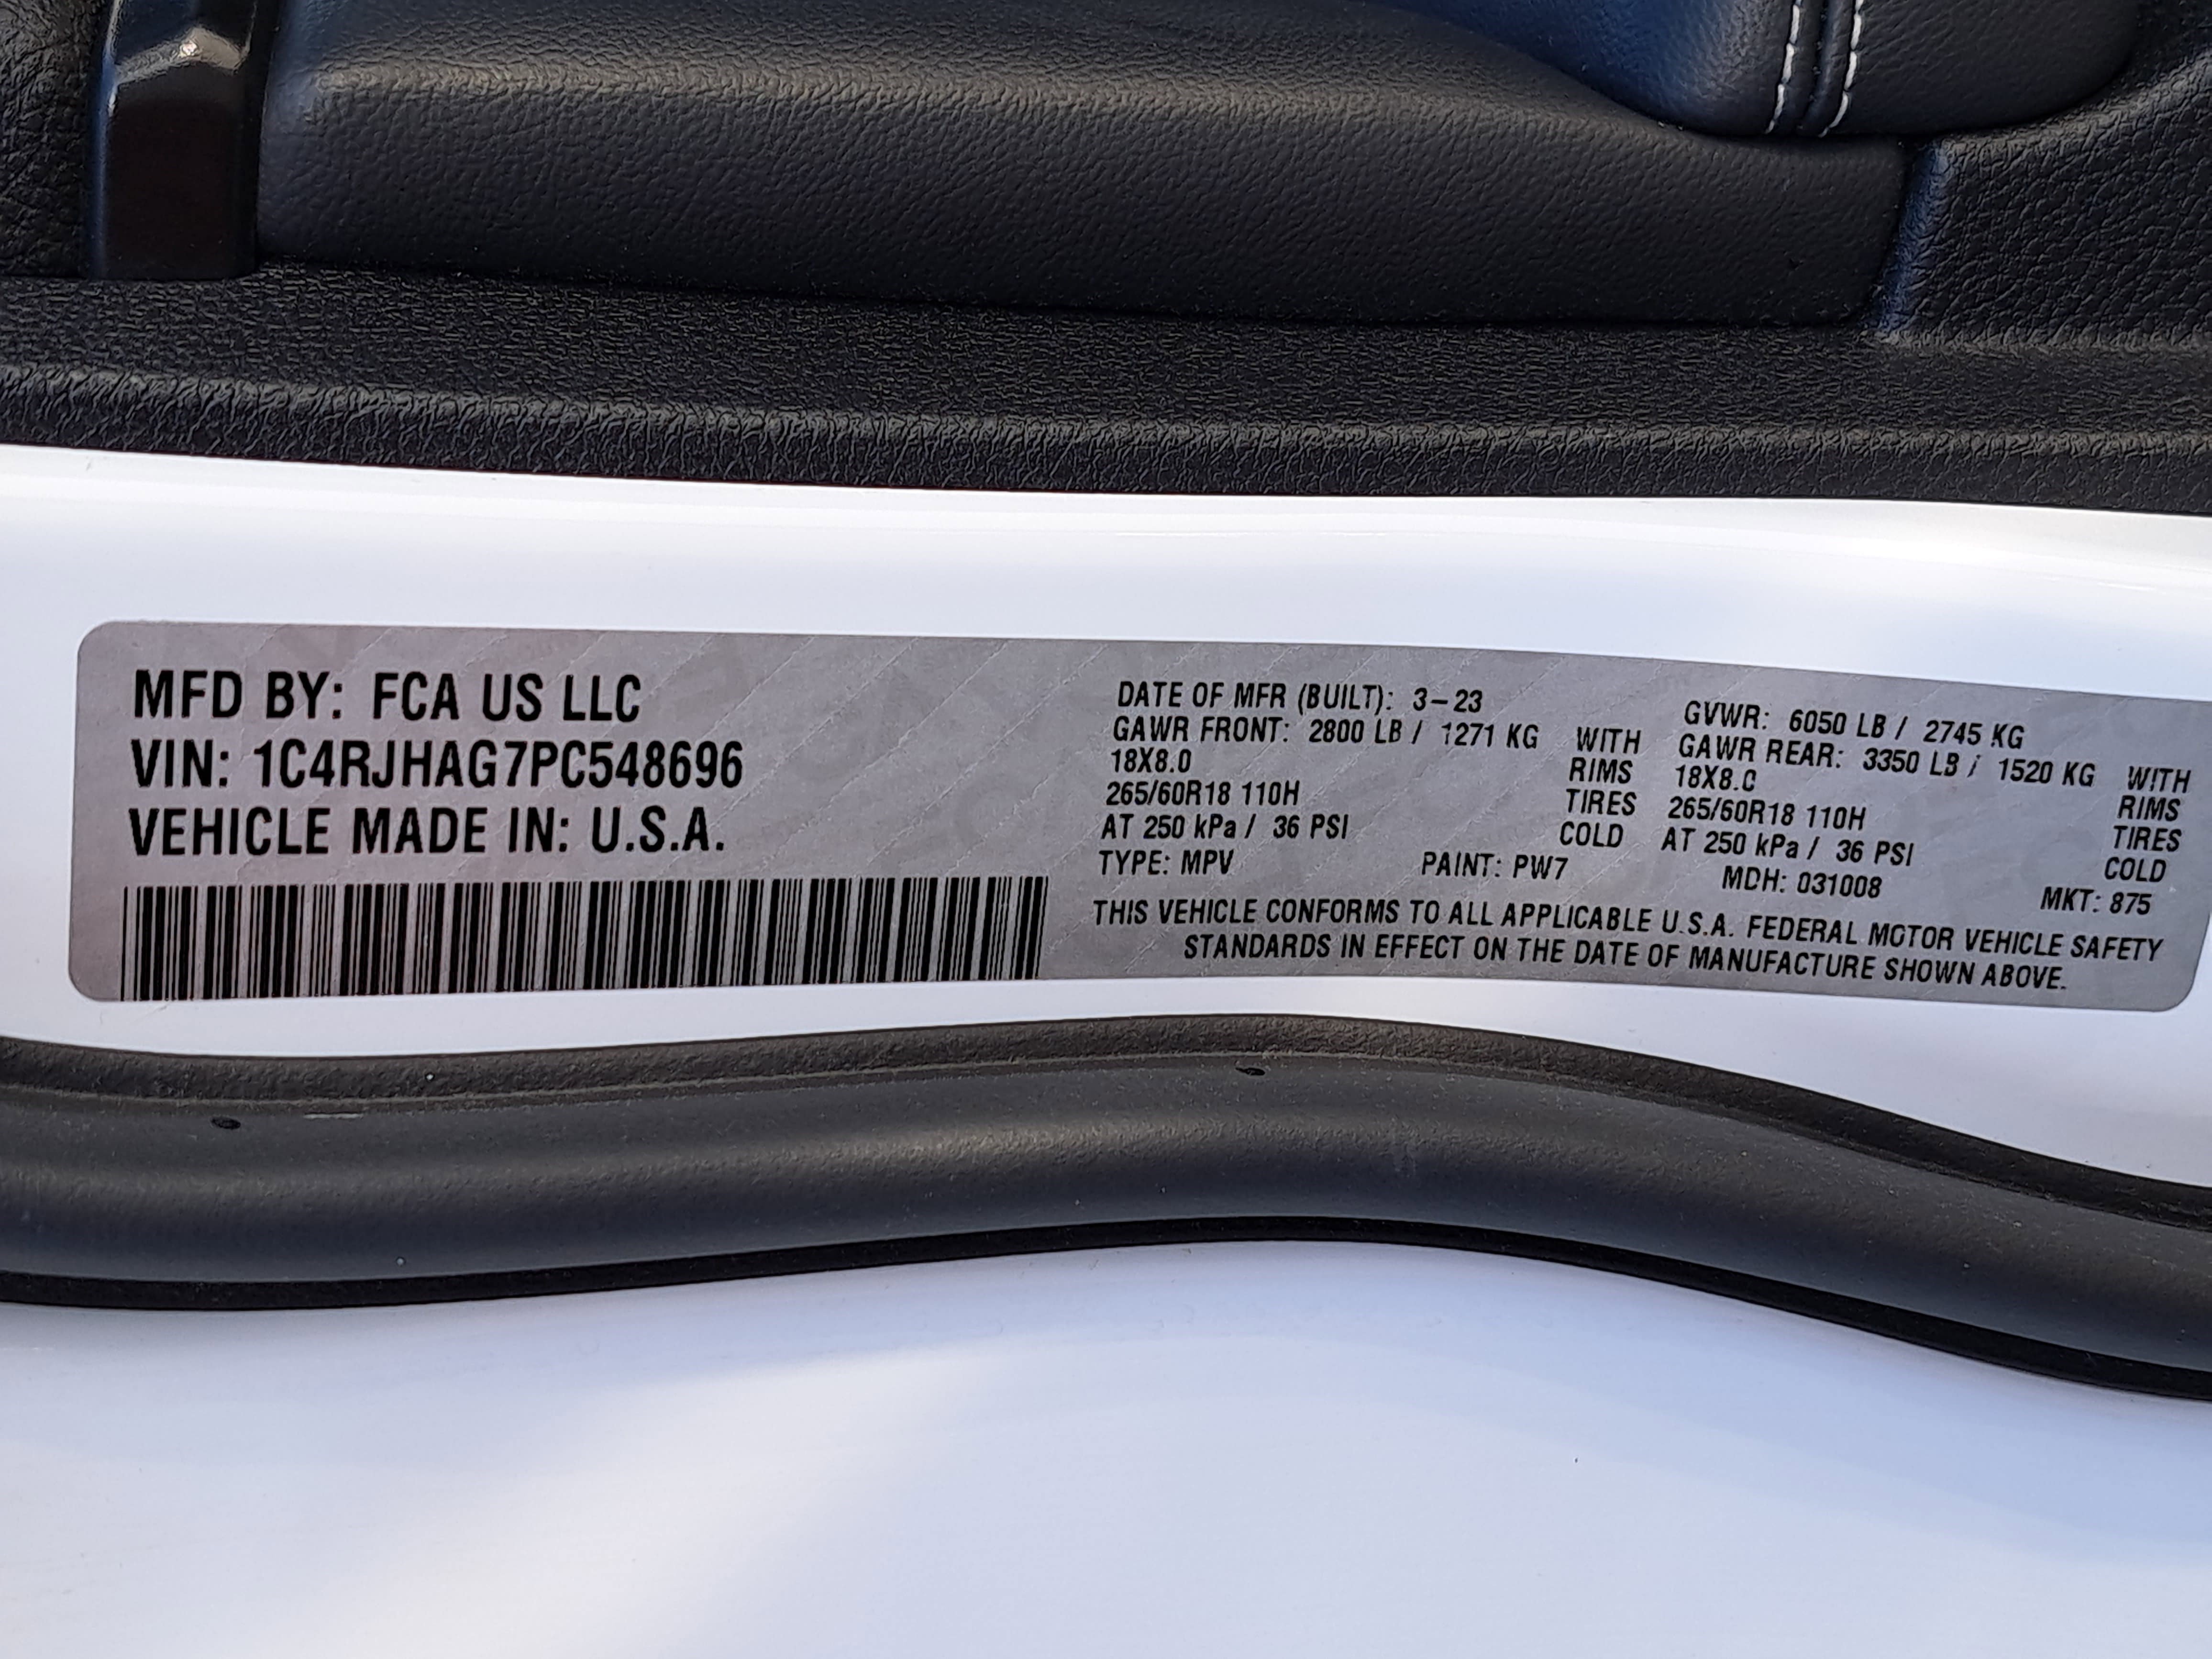 MFD BY: FCA US LLC
VIN: 1C4RJHAG7PC548696
VEHICLE MADE IN: U.S.A.
DATE OF MFR (BUILT): 3-23
GVWR: 6050 LB / 2745 KG
GAWR FRONT: 2800 LB / 1271 KG WITH
18X8.0 RIMS
265/60R18 110H TIRES
AT 250 kPa / 36 PSI COLD
GAWR REAR: 3350 LB / 1520 KG WITH
18X8.0 RIMS
265/60R18 110H TIRES
AT 250 kPa / 36 PSI COLD
TYPE: MPV PAINT: PW7 MDH: 031008 MKT: 875
THIS VEHICLE CONFORMS TO ALL APPLICABLE U.S.A. FEDERAL MOTOR VEHICLE SAFETY
STANDARDS IN EFFECT ON THE DATE OF MANUFACTURE SHOWN ABOVE.